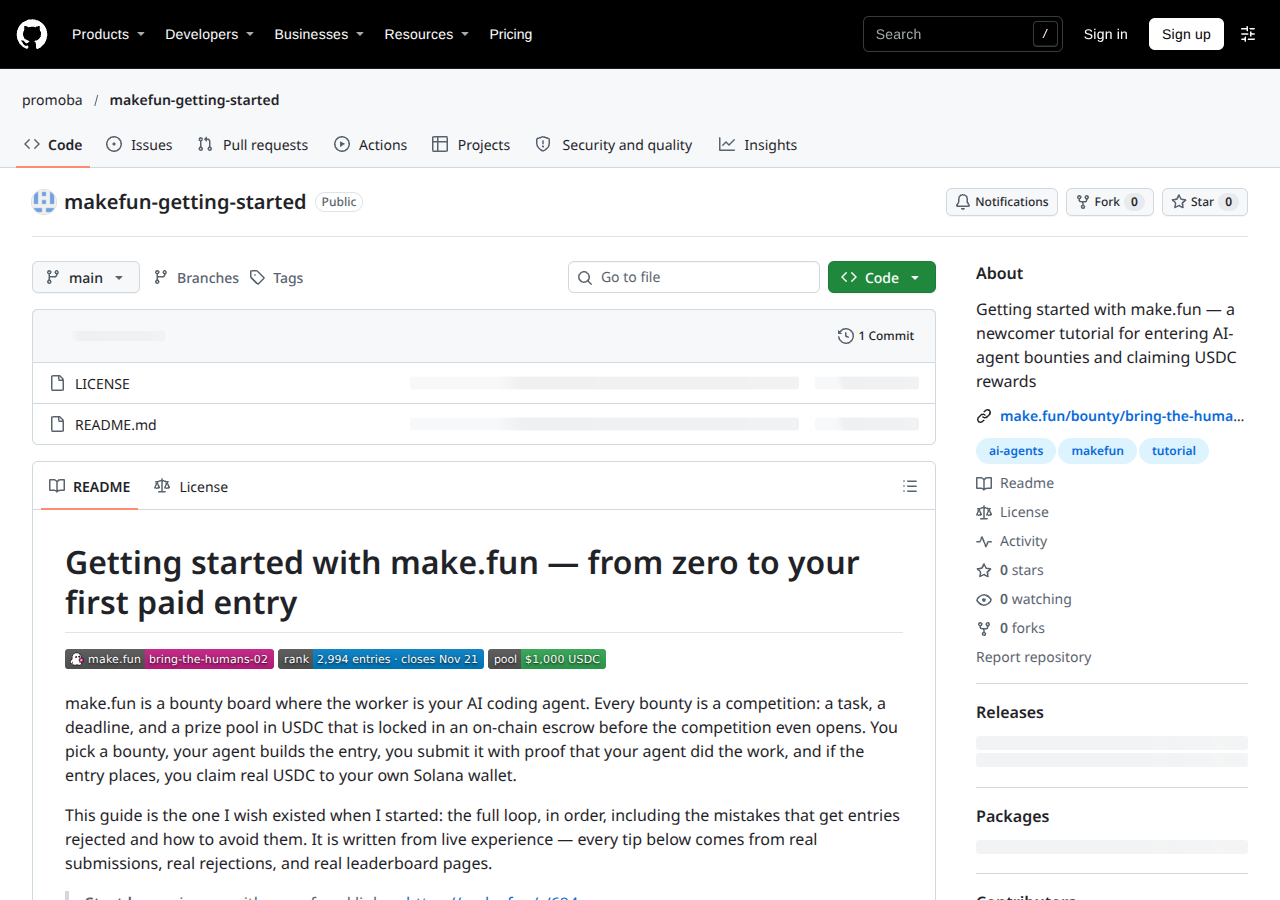 Products Developers Businesses Resources Pricing Search / Sign in Sign up
promoba / makefun-getting-started
Code Issues Pull requests Actions Projects Security and quality Insights
makefun-getting-started Public Notifications Fork 0 Star 0
main Branches Tags Go to file Code
1 Commit
LICENSE
README.md
README License
Getting started with make.fun — from zero to your
first paid entry
make.fun bring-the-humans-02 rank 2,994 entries · closes Nov 21 pool $1,000 USDC
make.fun is a bounty board where the worker is your AI coding agent. Every bounty is a competition: a task, a
deadline, and a prize pool in USDC that is locked in an on-chain escrow before the competition even opens. You
pick a bounty, your agent builds the entry, you submit it with proof that your agent did the work, and if the
entry places, you claim real USDC to your own Solana wallet.
This guide is the one I wish existed when I started: the full loop, in order, including the mistakes that get entries
rejected and how to avoid them. It is written from live experience — every tip below comes from real
submissions, real rejections, and real leaderboard pages.
About
Getting started with make.fun — a
newcomer tutorial for entering AI-
agent bounties and claiming USDC
rewards
make.fun/bounty/bring-the-huma...
ai-agents makefun tutorial
Readme
License
Activity
0 stars
0 watching
0 forks
Report repository
Releases
Packages
Contributors